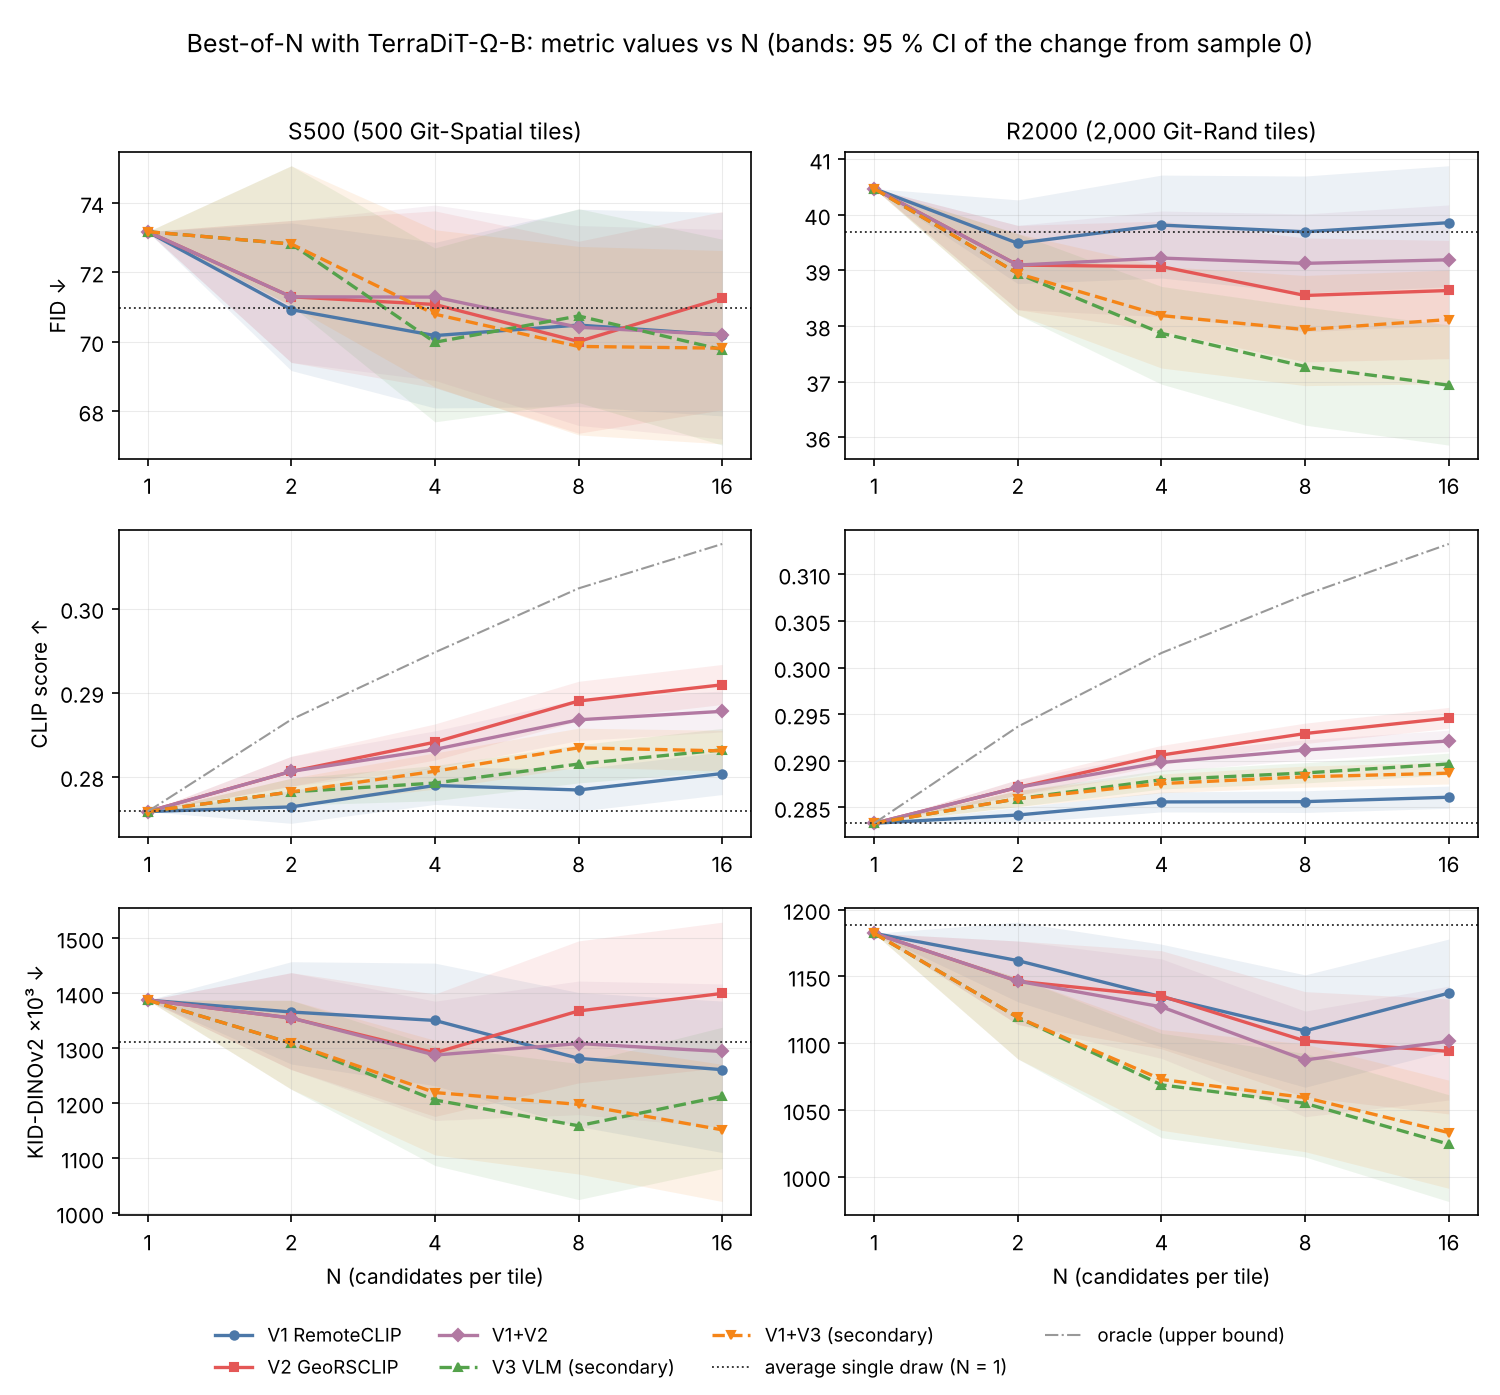 Best-of-N with TerraDiT-Ω-B: metric values vs N (bands: 95 % CI of the change from sample 0)
S500 (500 Git-Spatial tiles)
FID ↓
74
72
70
68
1 2 4 8 16
R2000 (2,000 Git-Rand tiles)
41
40
39
38
37
36
1 2 4 8 16
CLIP score ↑
0.30
0.29
0.28
1 2 4 8 16
0.310
0.305
0.300
0.295
0.290
0.285
1 2 4 8 16
KID-DINOv2 ×10³ ↓
1500
1400
1300
1200
1100
1000
1 2 4 8 16
N (candidates per tile)
1200
1150
1100
1050
1000
1 2 4 8 16
N (candidates per tile)
V1 RemoteCLIP
V2 GeoRSCLIP
V1+V2
V3 VLM (secondary)
V1+V3 (secondary)
average single draw (N = 1)
oracle (upper bound)